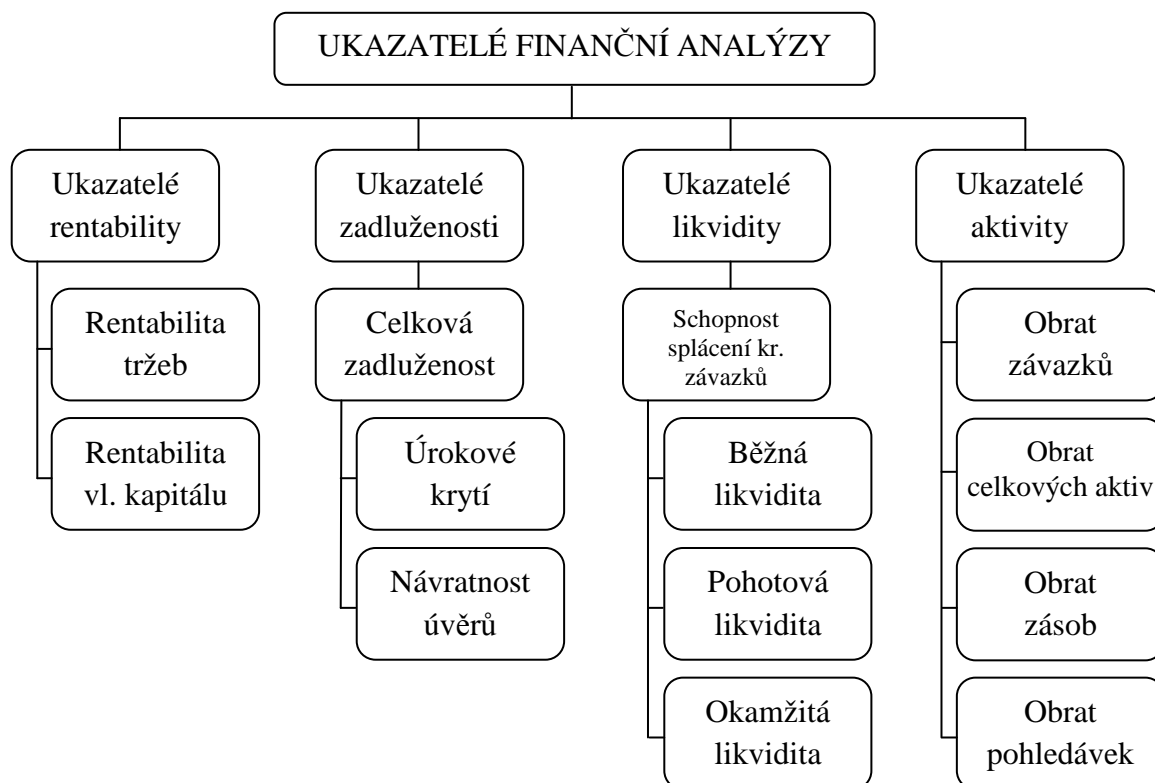 UKAZATELÉ FINANČNÍ ANALÝZY
Ukazatelé
rentability
Rentabilita
tržeb
Rentabilita
vl. kapitálu
Ukazatelé
zadluženosti
Celková
zadluženost
Úrokové
krytí
Návratnost
úvěrů
Ukazatelé
likvidity
Schopnost
splácení kr.
závazků
Běžná
likvidita
Pohotová
likvidita
Okamžitá
likvidita
Ukazatelé
aktivity
Obrat
závazků
Obrat
celkových aktiv
Obrat
zásob
Obrat
pohledávek